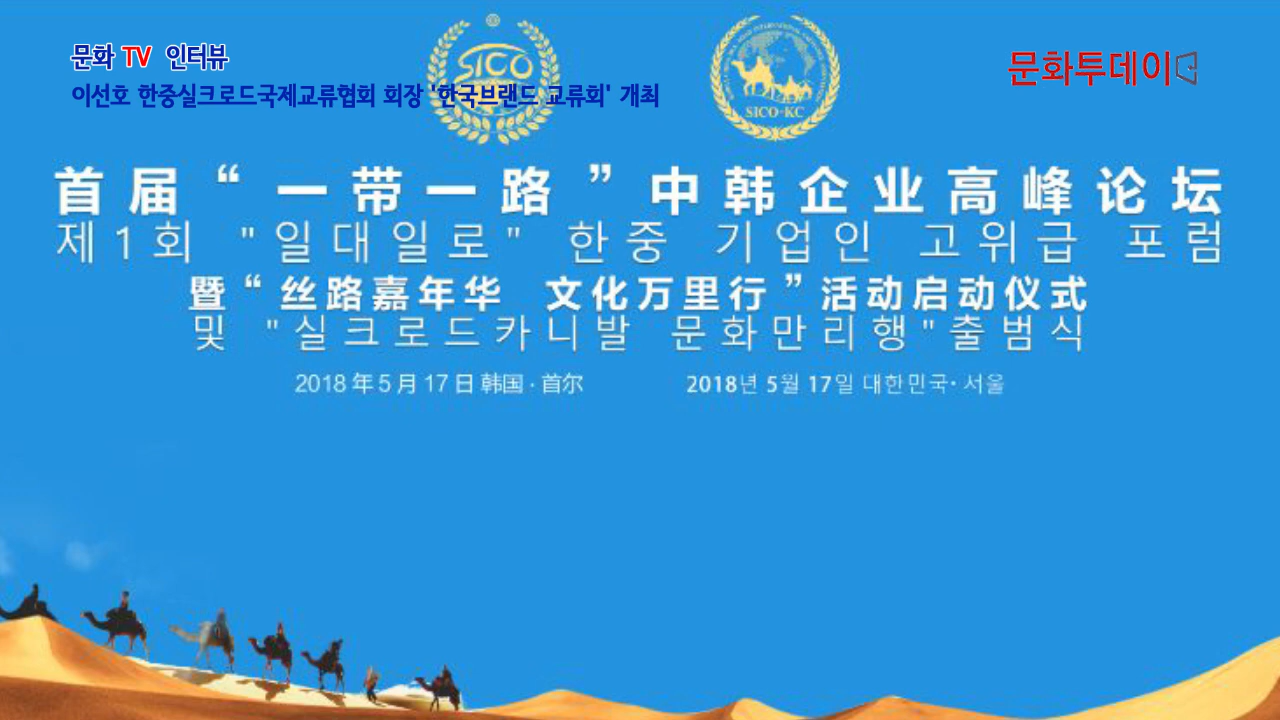 문화 TV 인터뷰
이선호 한중실크로드국제교류협회 회장 '한국브랜드 교류회' 개최
문화투데이
SICO
SICO·KC
首届“一带一路”中韩企业高峰论坛
제1회 "일대일로" 한중 기업인 고위급 포럼
暨“丝路嘉年华 文化万里行”活动启动仪式
및 "실크로드카니발 문화만리행"출범식
2018年5月17日韩国·首尔
2018년 5월 17일 대한민국·서울